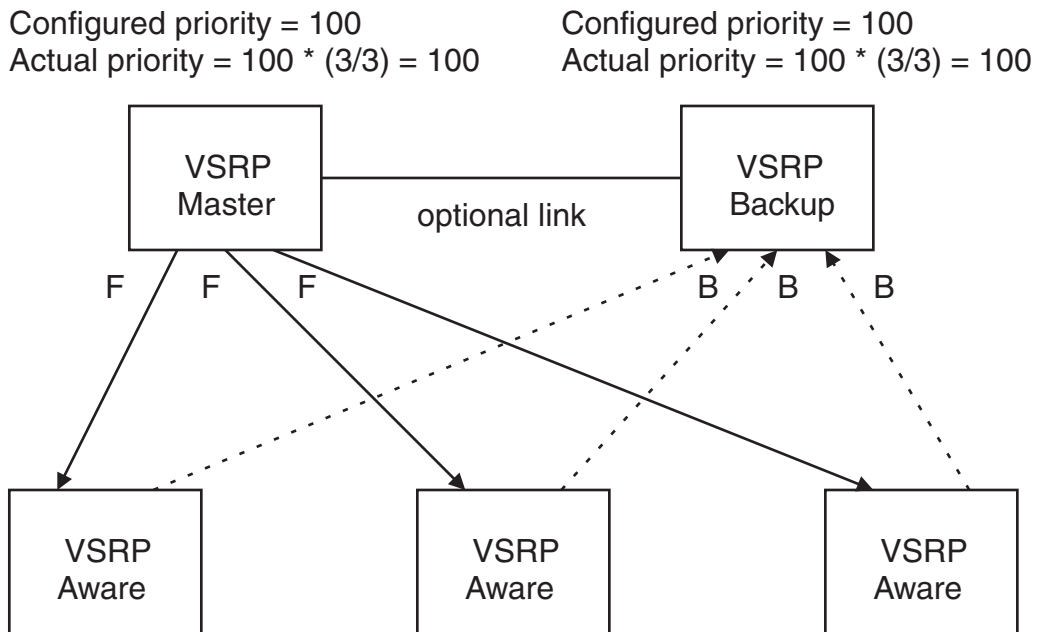 Configured priority = 100
Actual priority = 100 * (3/3) = 100
Configured priority = 100
Actual priority = 100 * (3/3) = 100
VSRP
Master
optional link
VSRP
Backup
F
F
F
B
B
B
VSRP
Aware
VSRP
Aware
VSRP
Aware